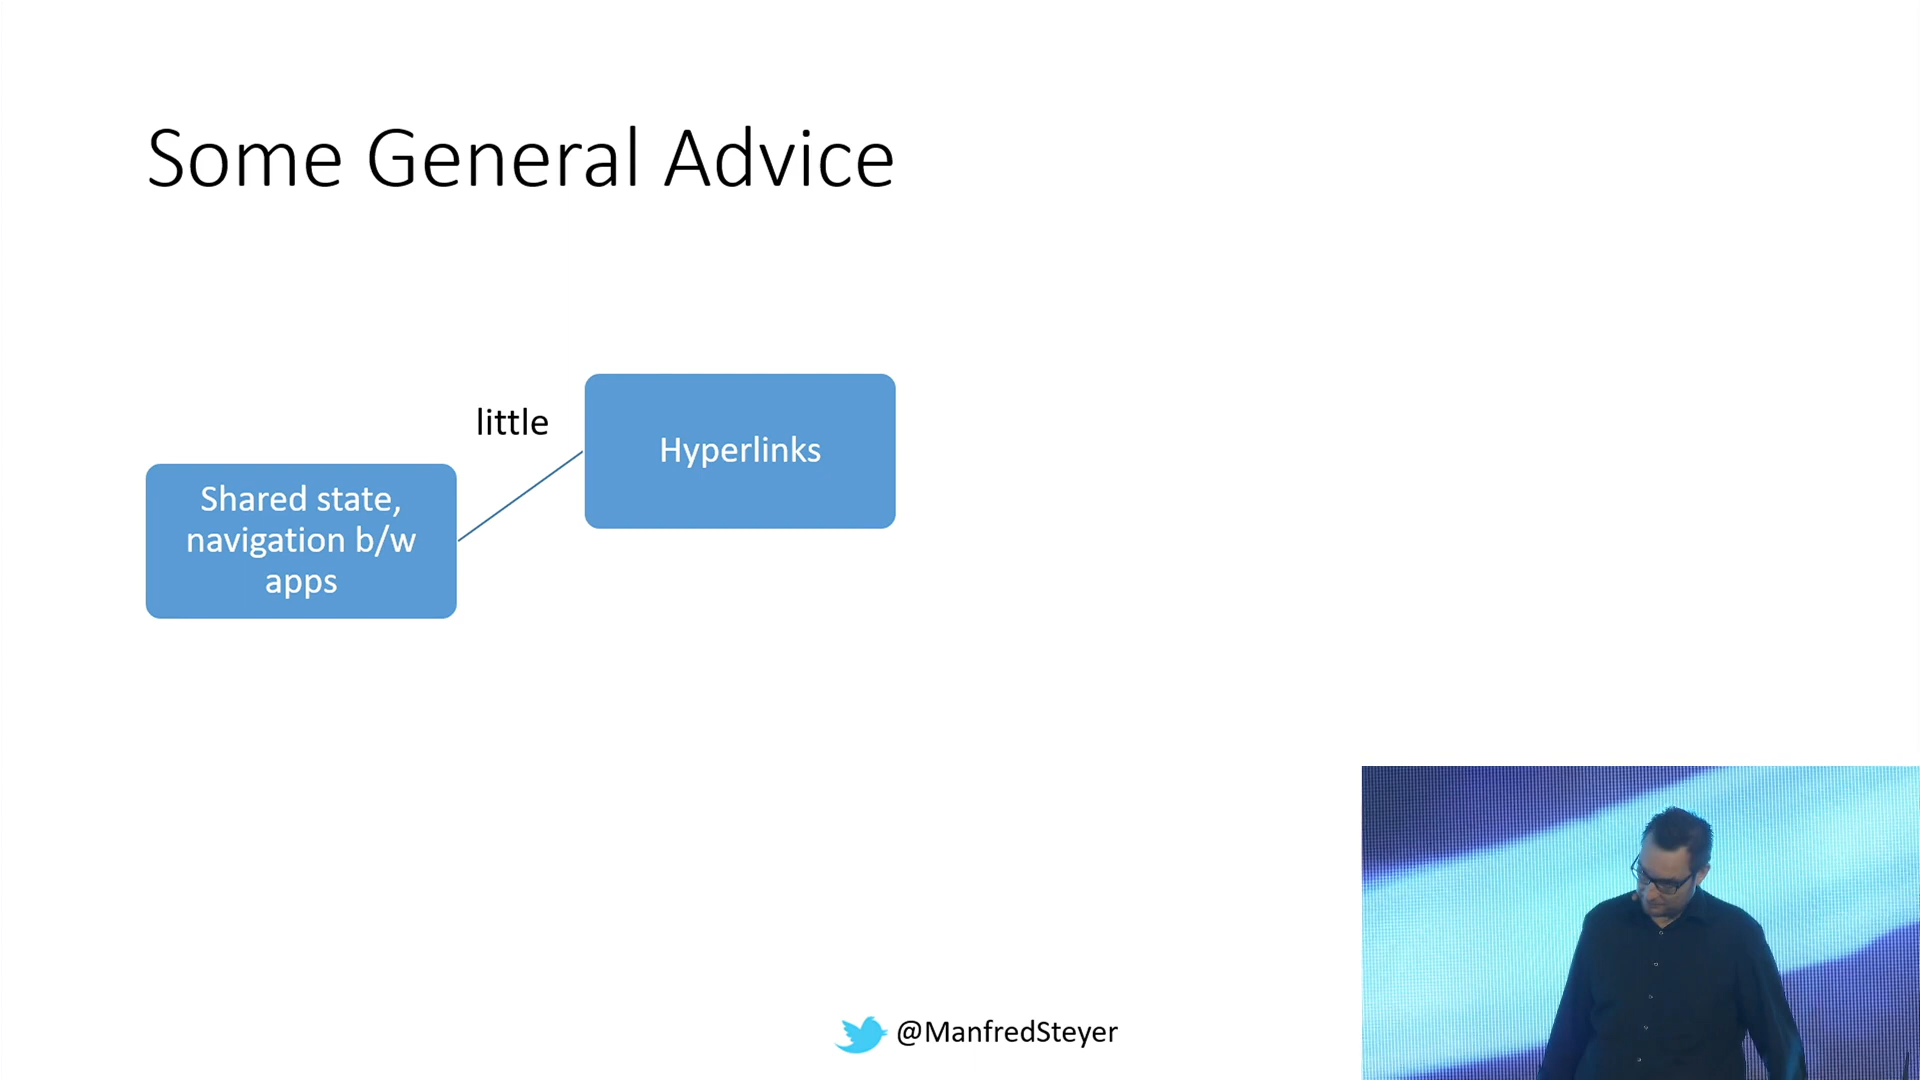 Some General Advice
little
Hyperlinks
Shared state,
navigation b/w
apps
@ManfredSteyer